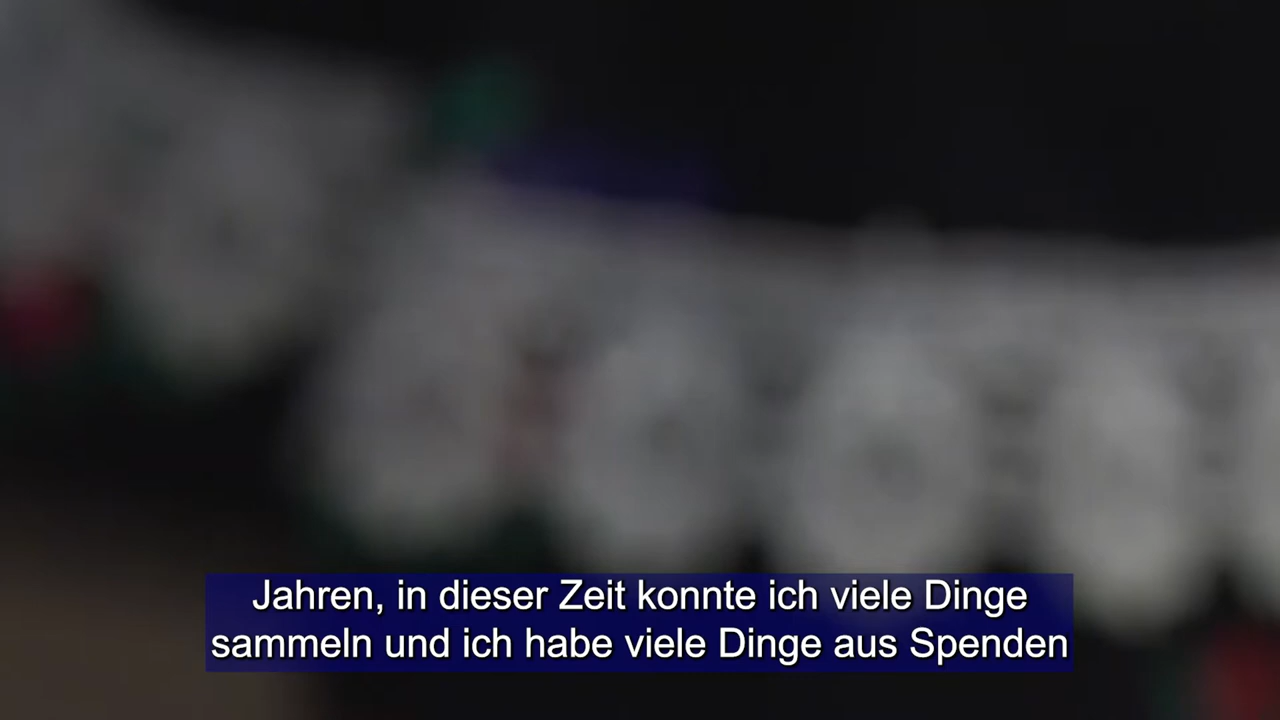 Jahren, in dieser Zeit konnte ich viele Dinge
sammeln und ich habe viele Dinge aus Spenden